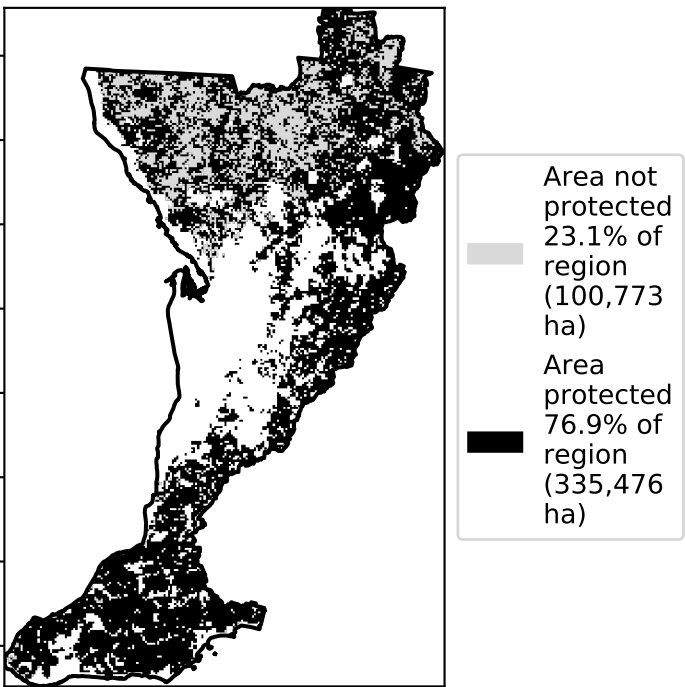 Area not
protected
23.1% of
region
(100,773
ha)
Area
protected
76.9% of
region
(335,476
ha)